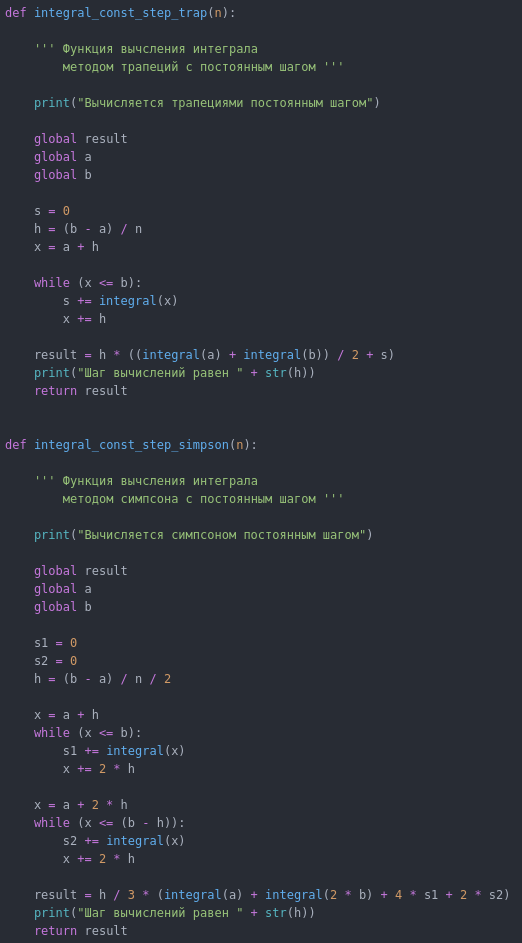 def integral_const_step_trap(n):
    ''' Функция вычсления интеграла
        методом трапеций с постоянным шагом '''
    print("Вычисляется трапециями постоянным шагом")
    global result
    global a
    global b
    s = 0
    h = (b - a) / n
    x = a + h
    while (x <= b):
        s += integral(x)
        x += h
    result = h * ((integral(a) + integral(b)) / 2 + s)
    print("Шаг вычислений равен " + str(h))
    return result
def integral_const_step_simpson(n):
    ''' Функция вычсления интеграла
        методом симпсона с постоянным шагом '''
    print("Вычисляется симпсоном постоянным шагом")
    global result
    global a
    global b
    s1 = 0
    s2 = 0
    h = (b - a) / n / 2
    x = a + h
    while (x <= b):
        s1 += integral(x)
        x += 2 * h
    x = a + 2 * h
    while (x <= (b - h)):
        s2 += integral(x)
        x += 2 * h
    result = h / 3 * (integral(a) + integral(2 * b) + 4 * s1 + 2 * s2)
    print("Шаг вычислений равен " + str(h))
    return result